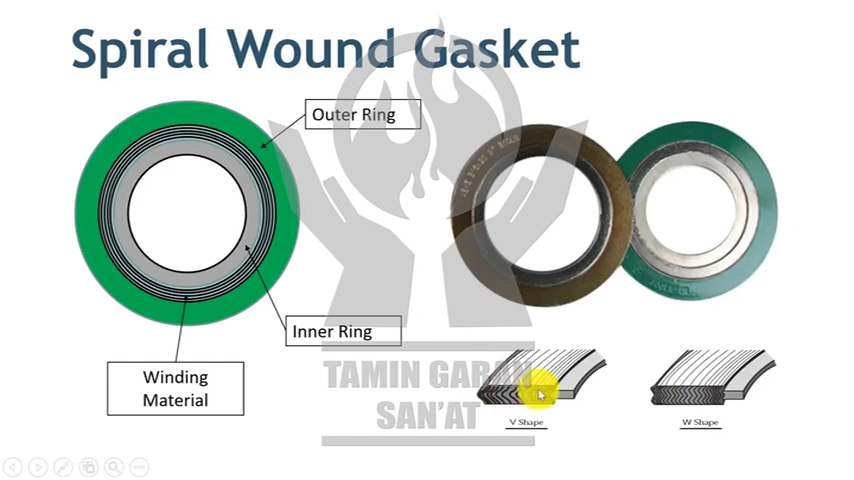 Spiral Wound Gasket
Outer Ring
Inner Ring
Winding
Material
TAMIN GARAN
SAN'AT
V Shape
W Shape